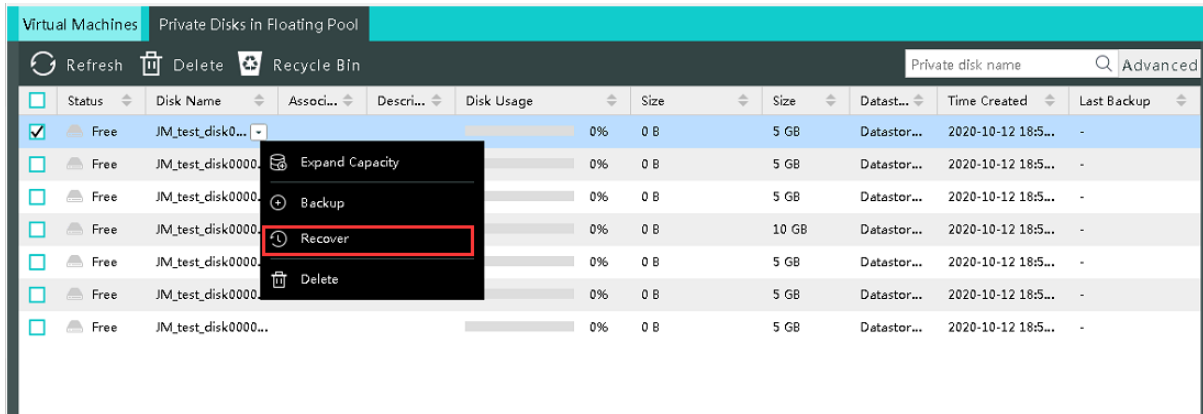 Virtual Machines Private Disks in Floating Pool
Refresh Delete Recycle Bin Private disk name Advanced
Status Disk Name Associ... Descri... Disk Usage Size Size Datast... Time Created Last Backup
Free JM_test_disk0... 0% 0 B 5 GB Datastor... 2020-10-12 18:5... -
Free JM_test_disk0000. 0% 0 B 5 GB Datastor... 2020-10-12 18:5... -
Expand Capacity
Free JM_test_disk0000. 0% 0 B 5 GB Datastor... 2020-10-12 18:5... -
Backup
Free JM_test_disk0000. 0% 0 B 10 GB Datastor... 2020-10-12 18:5... -
Recover
Free JM_test_disk0000. 0% 0 B 5 GB Datastor... 2020-10-12 18:5... -
Delete
Free JM_test_disk0000. 0% 0 B 5 GB Datastor... 2020-10-12 18:5... -
Free JM_test_disk0000... 0% 0 B 5 GB Datastor... 2020-10-12 18:5... -